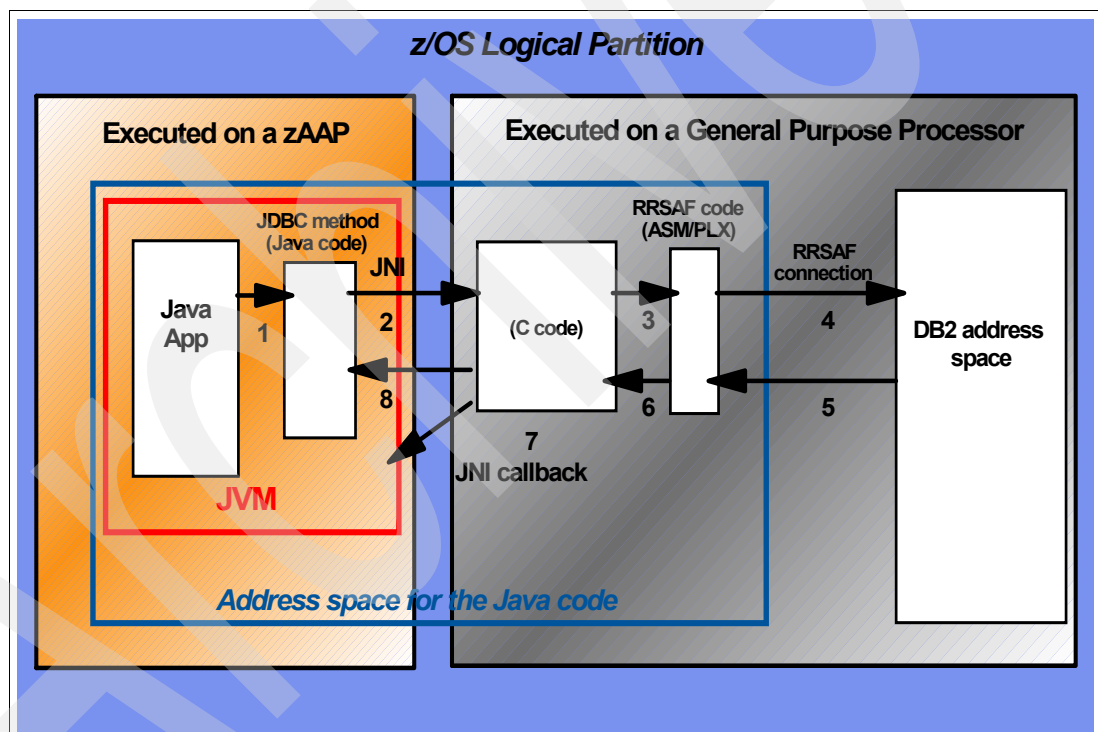 z/OS Logical Partition
Executed on a zAAP
Executed on a General Purpose Processor
JDBC method
(Java code)
RRSAF code
(ASM/PLX)
JNI
RRSAF
connection
Java
App
1
2
(C code)
3
4
DB2 address
space
8
6
5
7
JNI callback
JVM
Address space for the Java code